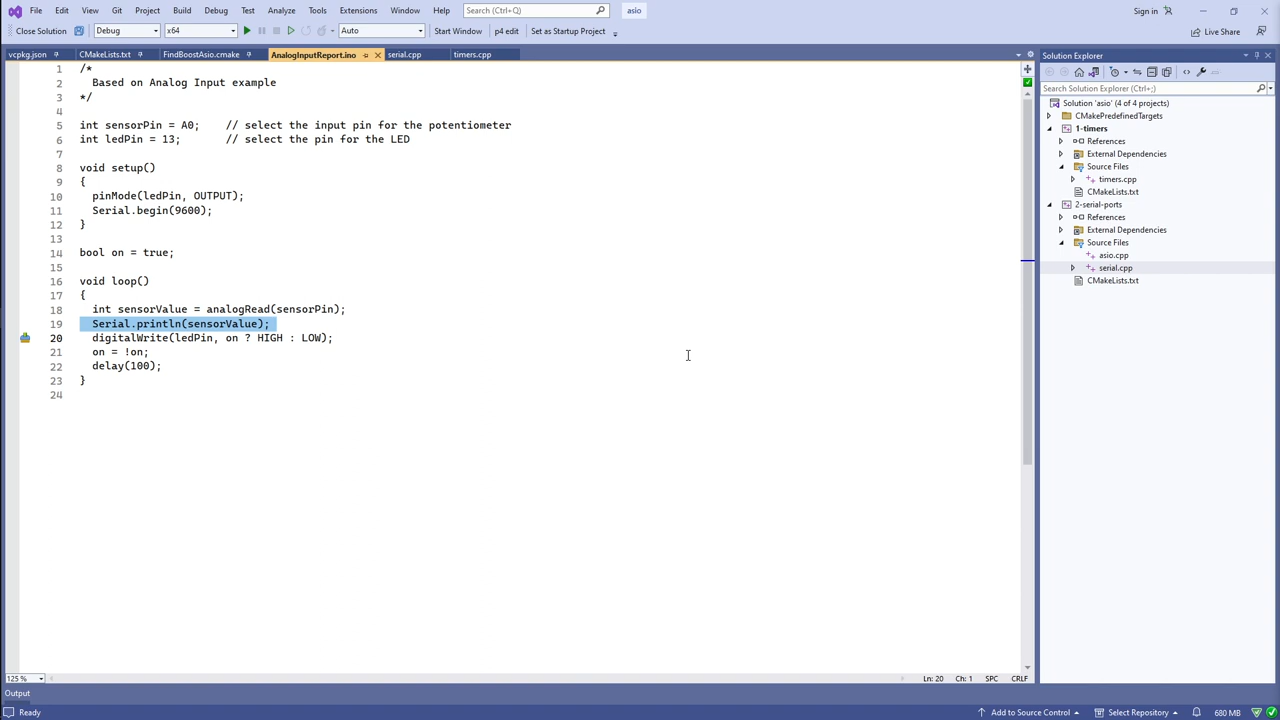 File Edit View Git Project Build Debug Test Analyze Tools Extensions Window Help Search (Ctrl+Q) asio Sign in
Close Solution Debug x64 Auto Start Window p4 edit Set as Startup Project Live Share
vcpkg.json CMakeLists.txt FindBoostAsio.cmake AnalogInputReport.ino serial.cpp timers.cpp
1 /*
2 Based on Analog Input example
3 */
4
5 int sensorPin = A0; // select the input pin for the potentiometer
6 int ledPin = 13; // select the pin for the LED
7
8 void setup()
9 {
10 pinMode(ledPin, OUTPUT);
11 Serial.begin(9600);
12 }
13
14 bool on = true;
15
16 void loop()
17 {
18 int sensorValue = analogRead(sensorPin);
19 Serial.println(sensorValue);
20 digitalWrite(ledPin, on ? HIGH : LOW);
21 on = !on;
22 delay(100);
23 }
24
125 % Ln: 20 Ch: 1 SPC CRLF
Solution Explorer
Search Solution Explorer (Ctrl+;)
Solution 'asio' (4 of 4 projects)
CMakePredefinedTargets
1-timers
References
External Dependencies
Source Files
timers.cpp
CMakeLists.txt
2-serial-ports
References
External Dependencies
Source Files
asio.cpp
serial.cpp
CMakeLists.txt
Output
Ready Add to Source Control Select Repository 680 MB